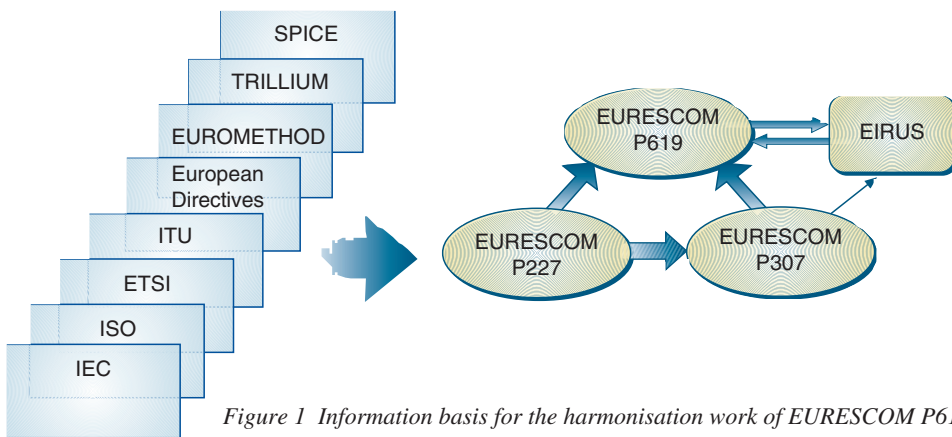 SPICE
TRILLIUM
EUROMETHOD
European
Directives
ITU
ETSI
ISO
IEC
EURESCOM
P619
EIRUS
EURESCOM
P227
EURESCOM
P307
Figure 1 Information basis for the harmonisation work of EURESCOM